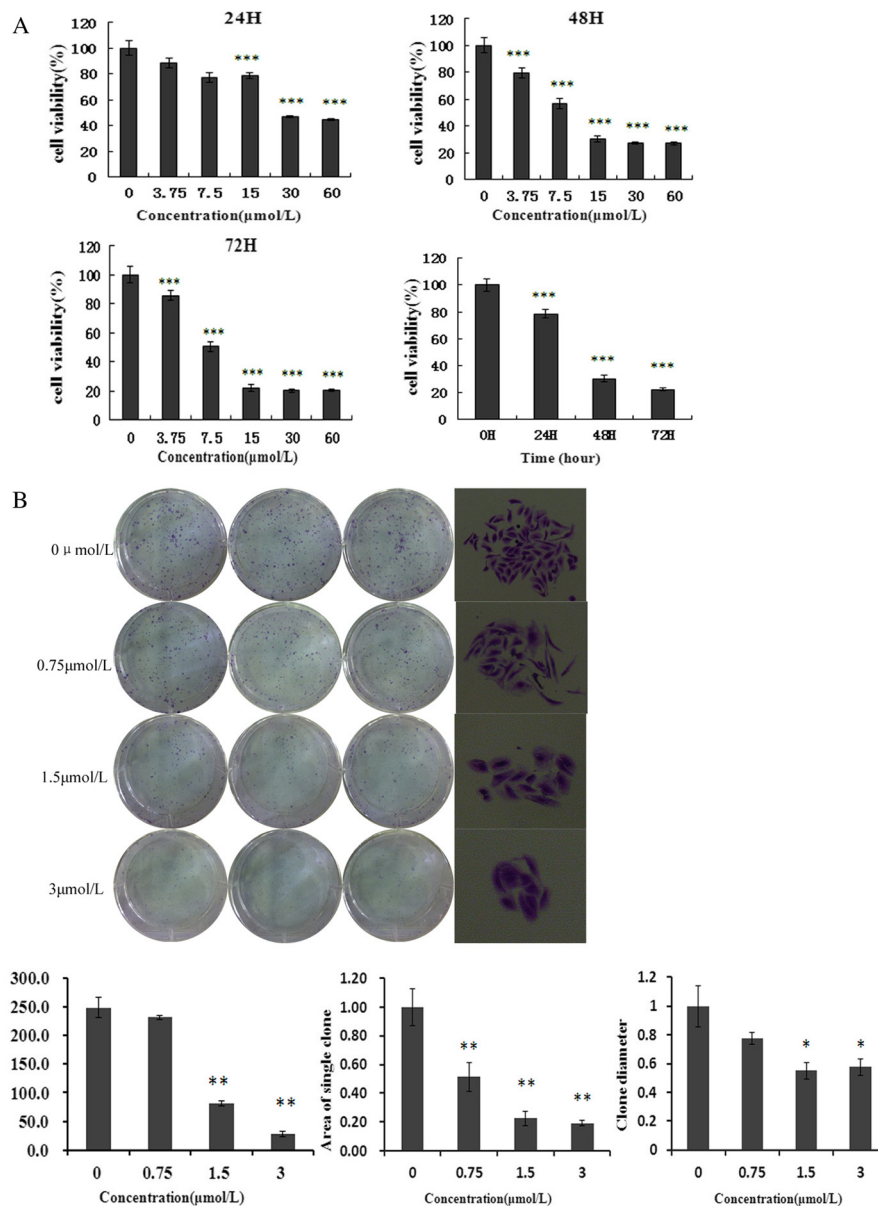 A
24H
cell viability(%)
120
100
80
60
40
20
0
***
***
***
0 3.75 7.5 15 30 60
Concentration(μmol/L)
48H
cell viability(%)
120
100
80
60
40
20
0
***
***
***
***
***
0 3.75 7.5 15 30 60
Concentration(μmol/L)
72H
cell viability(%)
120
100
80
60
40
20
0
***
***
***
***
***
0 3.75 7.5 15 30 60
Concentration(μmol/L)
cell viability(%)
120
100
80
60
40
20
0
***
***
***
0H 24H 48H 72H
Time (hour)
B
0 μ mol/L
0.75μmol/L
1.5μmol/L
3μmol/L
300.0
250.0
200.0
150.0
100.0
50.0
0.0
**
**
0 0.75 1.5 3
Concentration(μmol/L)
Area of single clone
1.20
1.00
0.80
0.60
0.40
0.20
0.00
**
**
**
0 0.75 1.5 3
Concentration(μmol/L)
Clone diameter
1.2
1
0.8
0.6
0.4
0.2
0
*
*
0 0.75 1.5 3
Concentration(μmol/L)